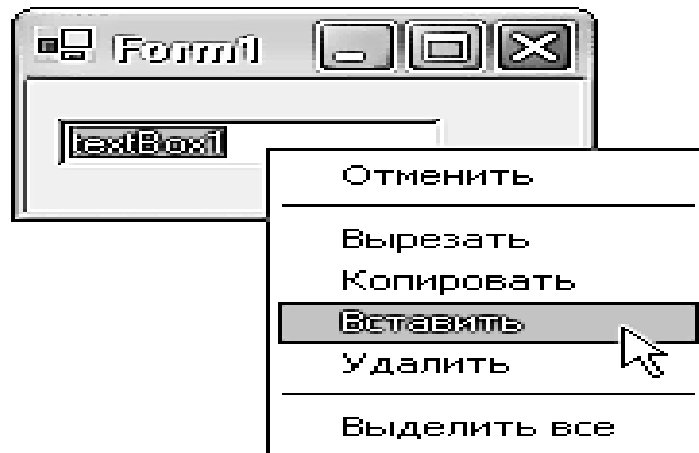 Form1
textBox1
Отменить
Вырезать
Копировать
Вставить
Удалить
Выделить все